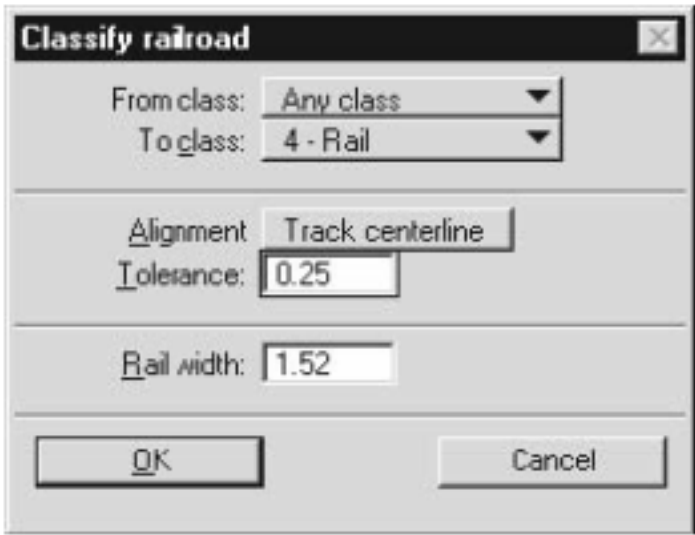 Classify railroad
From class: Any class
To class: 4 - Rail
Alignment Track centerline
Tolerance: 0.25
Rail width: 1.52
OK Cancel